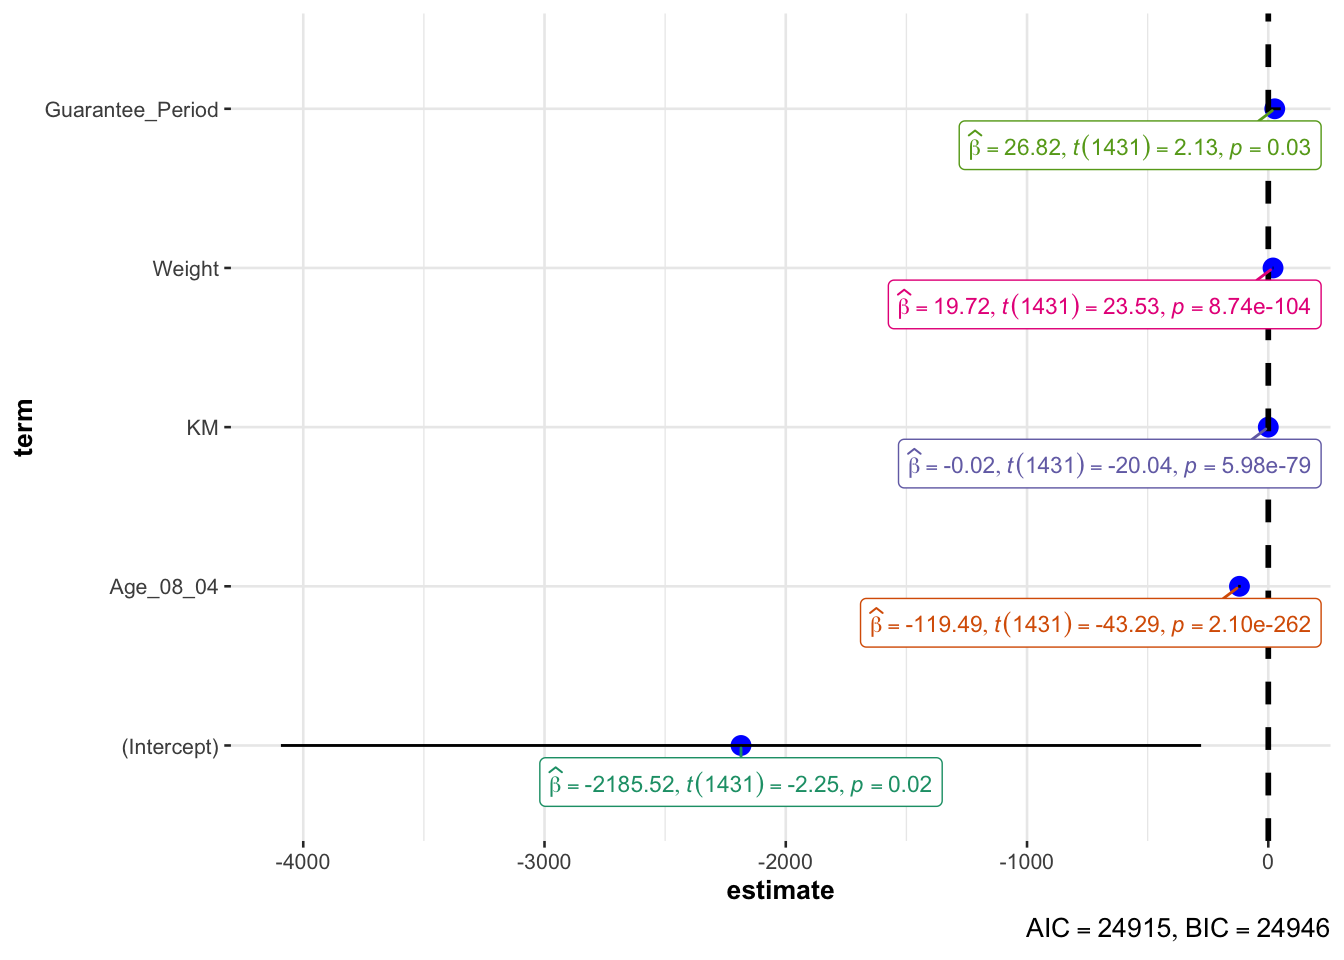 Guarantee_Period
β̂ = 26.82, t(1431) = 2.13, p = 0.03
Weight
β̂ = 19.72, t(1431) = 23.53, p = 8.74e-104
KM
β̂ = -0.02, t(1431) = -20.04, p = 5.98e-79
term
Age_08_04
β̂ = -119.49, t(1431) = -43.29, p = 2.10e-262
(Intercept)
β̂ = -2185.52, t(1431) = -2.25, p = 0.02
-4000 -3000 -2000 -1000 0
estimate
AIC = 24915, BIC = 24946